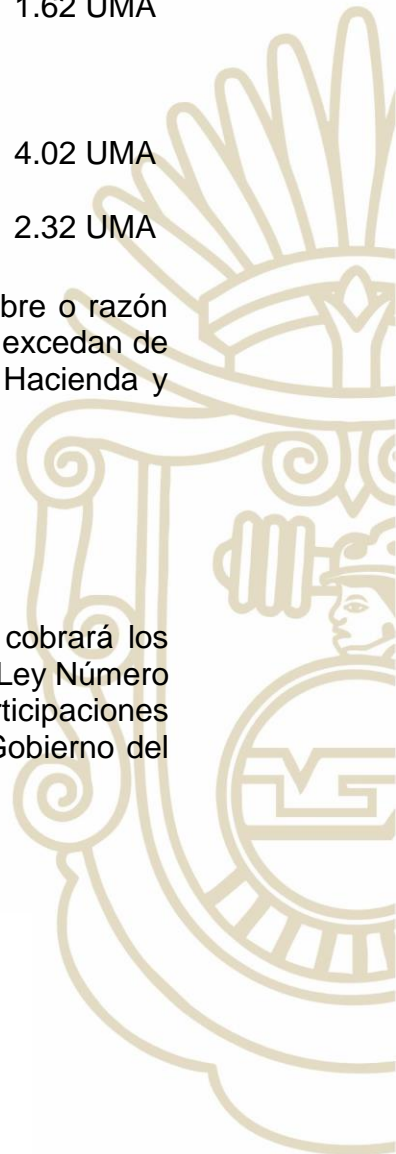 1.62 UMA
4.02 UMA
2.32 UMA
bre o razón
excedan de
Hacienda y
cobrará los
Ley Número
rticipaciones
Gobierno del